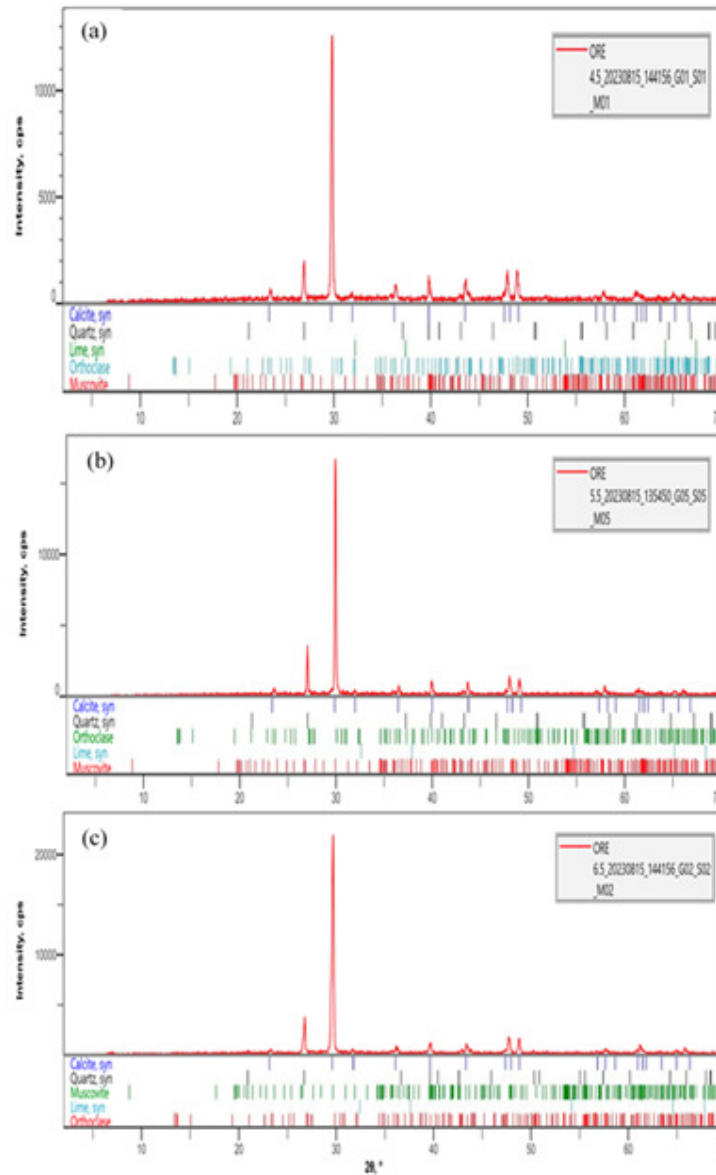 (a)
ORE
4.5_20230815_144156_G01_S01
_M01
Intensity, cps
10000
5000
0
Calcite, syn
Quartz, syn
Lime, syn
Orthoclase
Muscovite
10 20 30 40 50 60 7
(b)
ORE
5.5_20230815_135450_G05_S05
_M05
Intensity, cps
10000
0
Calcite, syn
Quartz, syn
Orthoclase
Lime, syn
Muscovite
10 20 30 40 50 60 70
(c)
ORE
6.5_20230815_144156_G02_S02
_M02
Intensity, cps
20000
10000
Calcite, syn
Quartz, syn
Muscovite
Lime, syn
Orthoclase
10 20 30 40 50 60 70
2θ, °